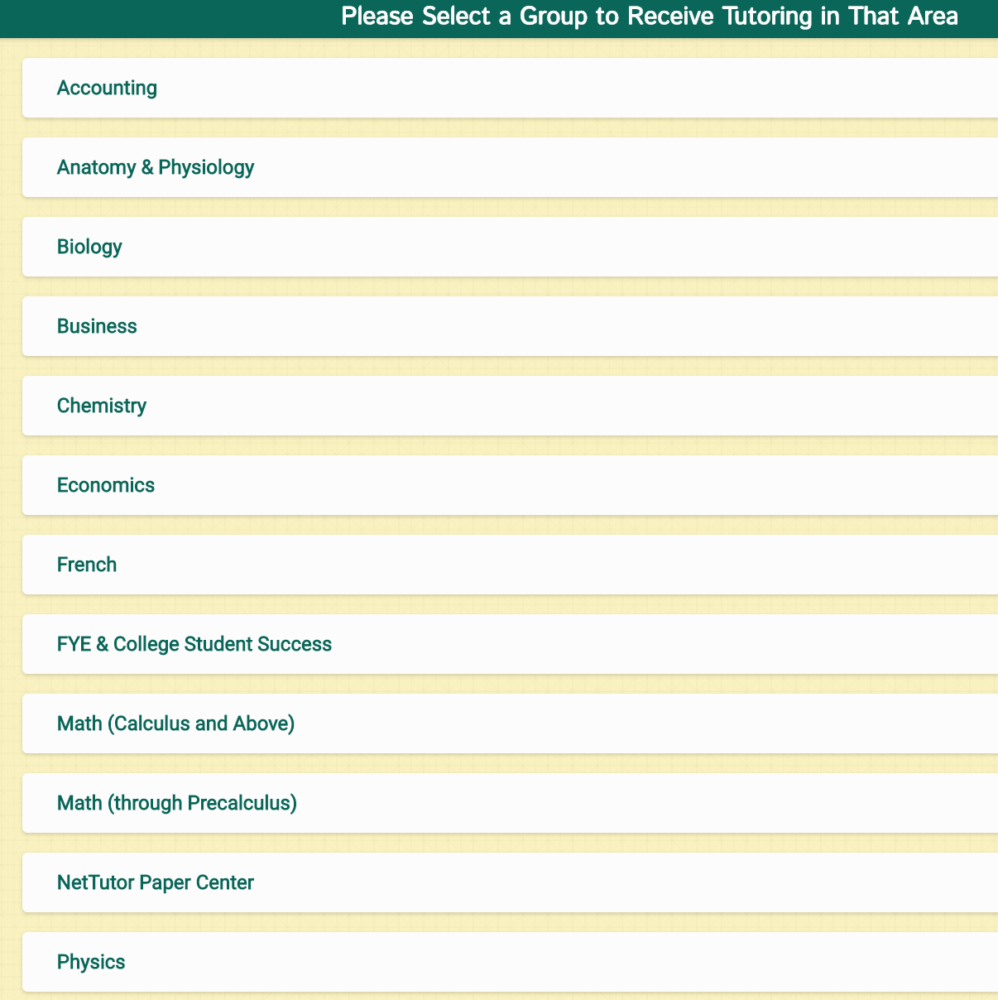 Please Select a Group to Receive Tutoring in That Area
Accounting
Anatomy & Physiology
Biology
Business
Chemistry
Economics
French
FYE & College Student Success
Math (Calculus and Above)
Math (through Precalculus)
NetTutor Paper Center
Physics